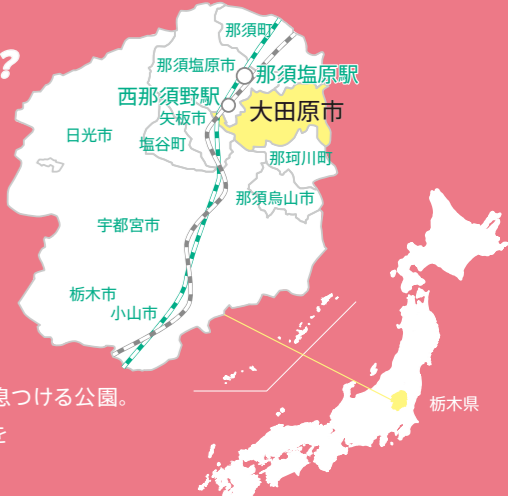 ?
那須町
那須塩原市
那須塩原駅
西那須野駅
大田原市
矢板市
日光市
塩谷町
那珂川町
那須烏山市
宇都宮市
栃木市
小山市
息つける公園。
栃木県
を